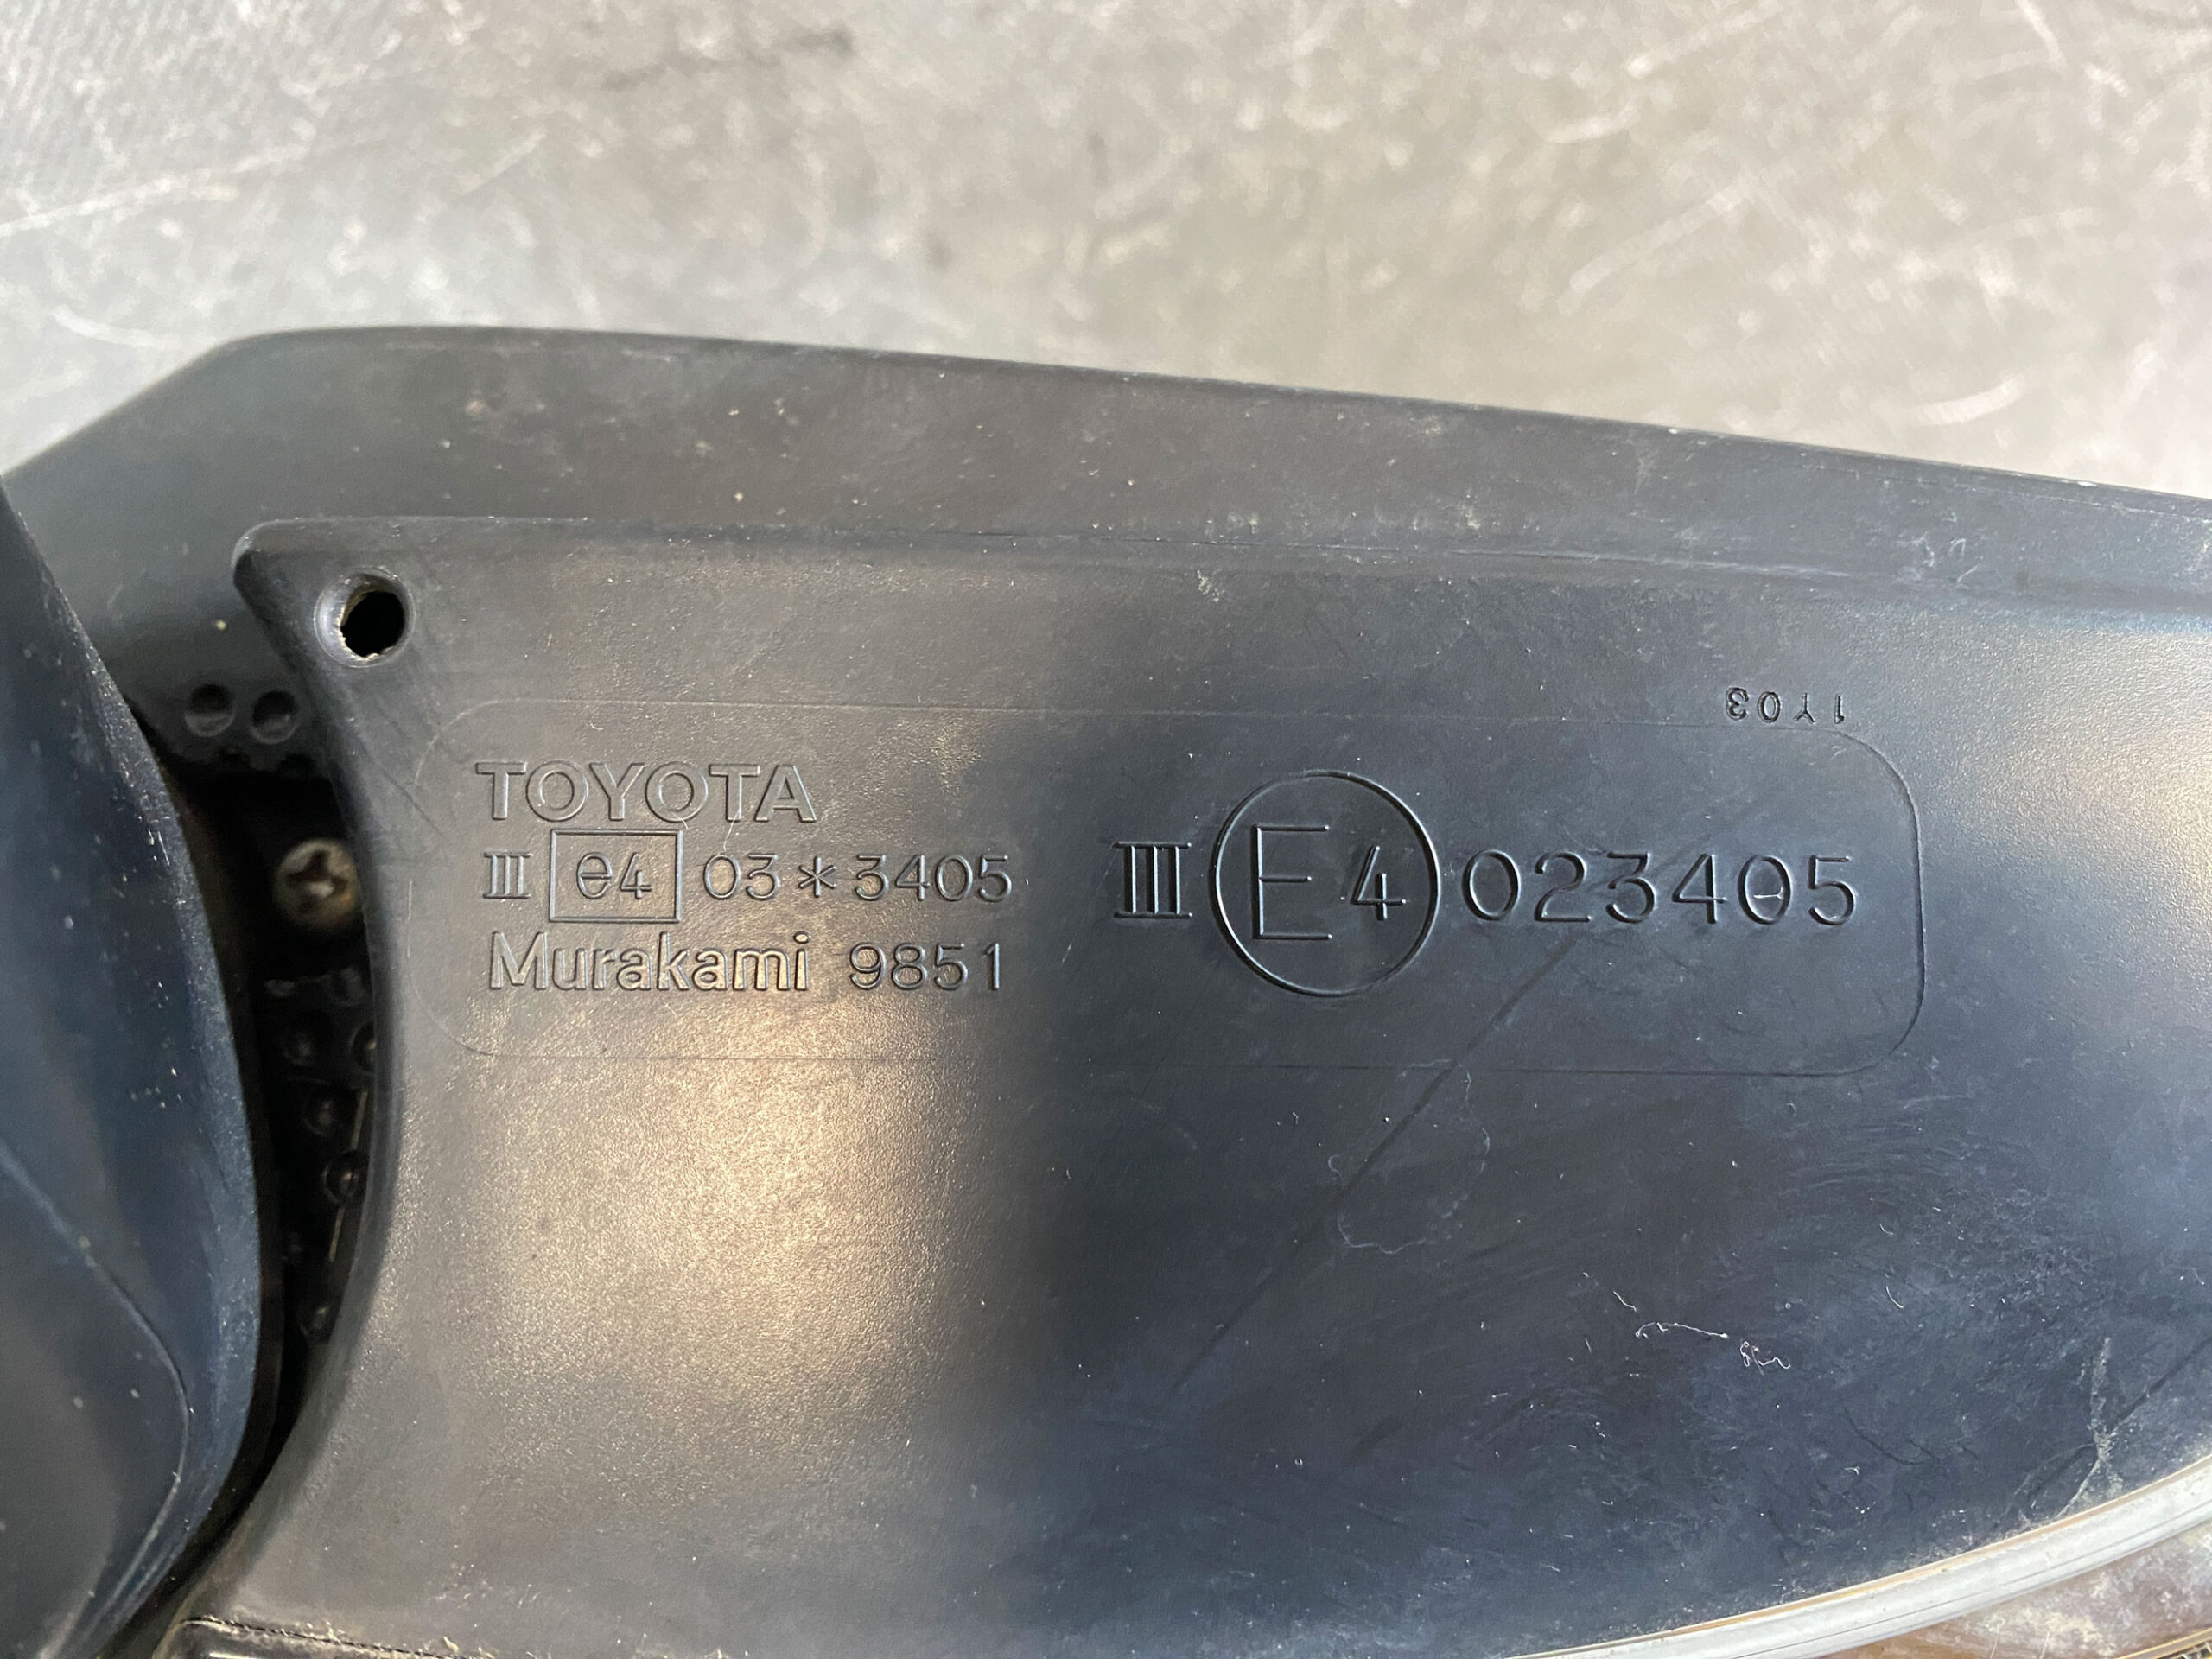 1Y03
TOYOTA
III e4 03*3405
Murakami 9851
III E4 023405